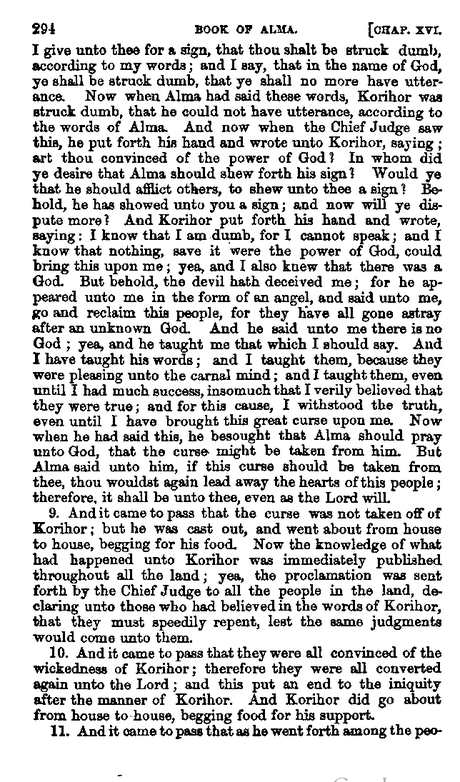 294 BOOK OF ALMA. [CHAP. XVI.
I give unto thee for a sign, that thou shalt be struck dumb,
according to my words; and I say, that in the name of God,
ye shall be struck dumb, that ye shall no more have utter-
ance. Now when Alma had said these words, Korihor was
struck dumb, that he could not have utterance, according to
the words of Alma. And now when the Chief Judge saw
this, he put forth his hand and wrote unto Korihor, saying;
art thou convinced of the power of God? In whom did
ye desire that Alma should shew forth his sign? Would ye
that he should afflict others, to shew unto thee a sign? Be-
hold, he has showed unto you a sign; and now will ye dis-
pute more? And Korihor put forth his hand and wrote,
saying: I know that I am dumb, for I cannot speak; and I
know that nothing, save it were the power of God, could
bring this upon me; yea, and I also knew that there was a
God. But behold, the devil hath deceived me; for he ap-
peared unto me in the form of an angel, and said unto me,
go and reclaim this people, for they have all gone astray
after an unknown God. And he said unto me there is no
God; yea, and he taught me that which I should say. And
I have taught his words; and I taught them, because they
were pleasing unto the carnal mind; and I taught them, even
until I had much success, insomuch that I verily believed that
they were true; and for this cause, I withstood the truth,
even until I have brought this great curse upon me. Now
when he had said this, he besought that Alma should pray
unto God, that the curse might be taken from him. But
Alma said unto him, if this curse should be taken from
thee, thou wouldst again lead away the hearts of this people;
therefore, it shall be unto thee, even as the Lord will.
9. And it came to pass that the curse was not taken off of
Korihor; but he was cast out, and went about from house
to house, begging for his food. Now the knowledge of what
had happened unto Korihor was immediately published
throughout all the land; yea, the proclamation was sent
forth by the Chief Judge to all the people in the land, de-
claring unto those who had believed in the words of Korihor,
that they must speedily repent, lest the same judgments
would come unto them.
10. And it came to pass that they were all convinced of the
wickedness of Korihor; therefore they were all converted
again unto the Lord; and this put an end to the iniquity
after the manner of Korihor. And Korihor did go about
from house to house, begging food for his support.
11. And it came to pass that as he went forth among the peo-